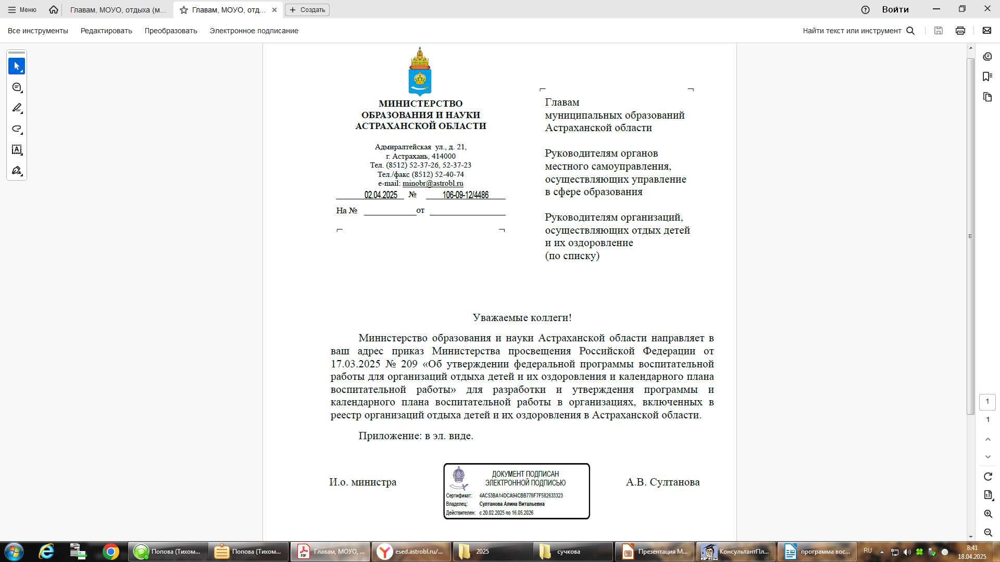 Меню
Главам, МОУО, отдыха (м...
Главам, МОУО, отд...
Создать
Войти
Все инструменты
Редактировать
Преобразовать
Электронное подписание
Найти текст или инструмент
МИНИСТЕРСТВО
ОБРАЗОВАНИЯ И НАУКИ
АСТРАХАНСКОЙ ОБЛАСТИ
Адмиралтейская ул., д. 21,
г. Астрахань, 414000
Тел. (8512) 52-37-26, 52-37-23
Тел./факс (8512) 52-40-74
e-mail: minobr@astrobl.ru
02.04.2025 № 106-09-12/4486
На № от
Главам
муниципальных образований
Астраханской области
Руководителям органов
местного самоуправления,
осуществляющих управление
в сфере образования
Руководителям организаций,
осуществляющих отдых детей
и их оздоровление
(по списку)
Уважаемые коллеги!
Министерство образования и науки Астраханской области направляет в
ваш адрес приказ Министерства просвещения Российской Федерации от
17.03.2025 № 209 «Об утверждении федеральной программы воспитательной
работы для организаций отдыха детей и их оздоровления и календарного плана
воспитательной работы» для разработки и утверждения программы и
календарного плана воспитательной работы в организациях, включенных в
реестр организаций отдыха детей и их оздоровления в Астраханской области.
Приложение: в эл. виде.
И.о. министра
ДОКУМЕНТ ПОДПИСАН
ЭЛЕКТРОННОЙ ПОДПИСЬЮ
Сертификат: 4AC53BA14DCA94CBB778F7F582633323
Владелец: Султанова Алина Витальевна
Действителен: с 20.02.2025 по 16.05.2026
А.В. Султанова
1
1
Попова (Тихом...
Попова (Тихом...
Главам, МОУО, ...
esed.astrobl.ru/...
2025
сучкова
Презентация М...
КонсультантПл...
программа вос...
RU
8:41
18.04.2025